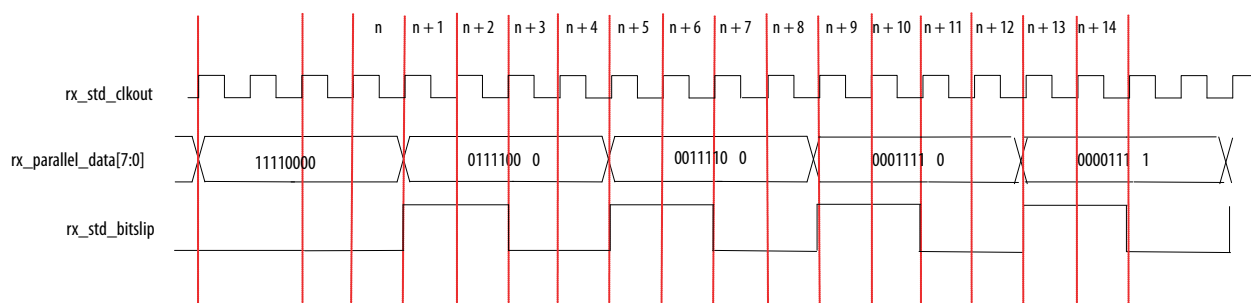 n n + 1 n + 2 n + 3 n + 4 n + 5 n + 6 n + 7 n + 8 n + 9 n + 10 n + 11 n + 12 n + 13 n + 14
rx_std_clkout
rx_parallel_data[7:0] 11110000 0111100 0 0011110 0 0001111 0 0000111 1
rx_std_bitslip